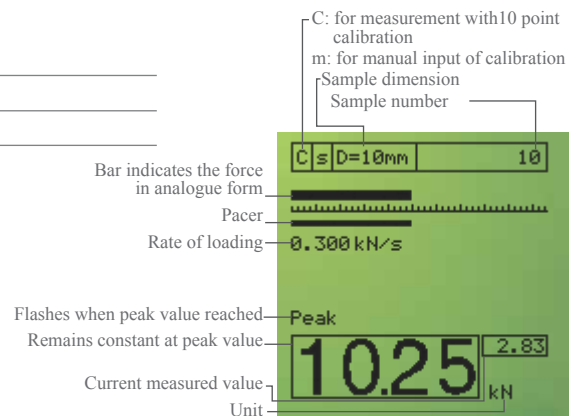 C: for measurement with10 point
calibration
m: for manual input of calibration
Sample dimension
Sample number
C s D=10mm 10
Bar indicates the force
in analogue form
Pacer
Rate of loading
0.300 kN/s
Flashes when peak value reached
Peak
Remains constant at peak value
10.25 2.83
Current measured value
kN
Unit